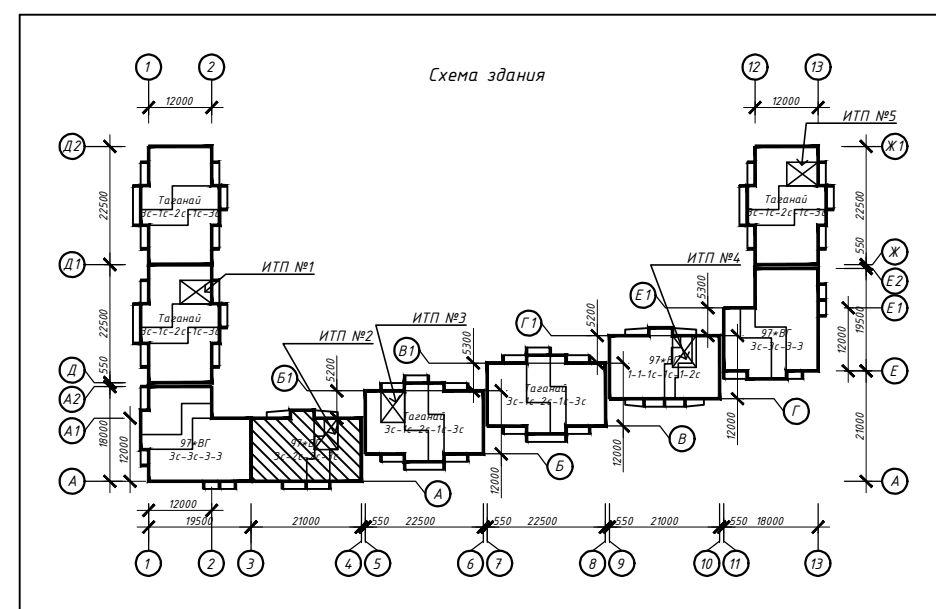 Схема здания
1 2
12 13
12000
12000
ИТП №5
Д2
Ж1
22500
Таганай
3с-1с-2с-1с-3с
Таганай
3с-1с-2с-1с-3с
22500
550
Д1
Ж
Е2
ИТП №1
ИТП №4
Е1
5300
Е1
22500
Таганай
3с-1с-2с-1с-3с
ИТП №2
ИТП №3
Г1
5200
19500
12000
В1
5300
97*ВГ
3с-3с-3-3
550
Д
Б1
5200
97*ВГ
1-1-1с-1с-1-2с
Е
А2
Таганай
3с-1с-2с-1с-3с
Г
А1
Таганай
3с-1с-2с-1с-3с
12000
18000
12000
97*ВГ
3с-3с-3-3
В
12000
21000
Б
12000
А
А
А
12000
19500 21000 550 22500 550 22500 550 21000 550 18000
1 2 3 4 5 6 7 8 9 10 11 13